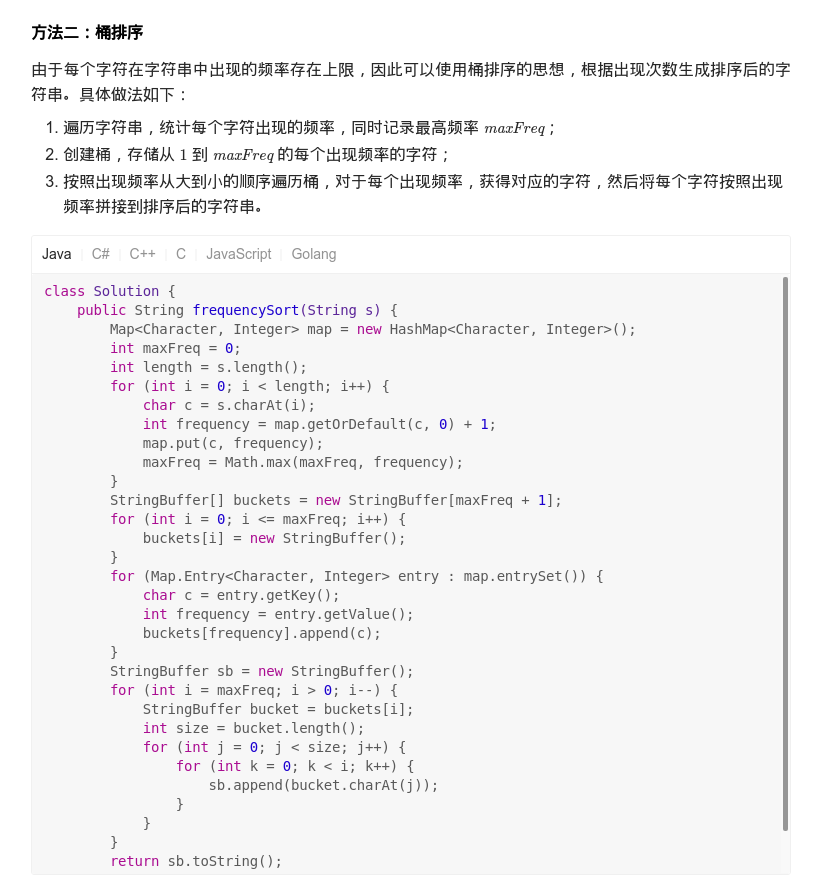 方法二：桶排序
由于每个字符在字符串中出现的频率存在上限，因此可以使用桶排序的思想，根据出现次数生成排序后的字
符串。具体做法如下：
1. 遍历字符串，统计每个字符出现的频率，同时记录最高频率 maxFreq；
2. 创建桶，存储从 1 到 maxFreq 的每个出现频率的字符；
3. 按照出现频率从大到小的顺序遍历桶，对于每个出现频率，获得对应的字符，然后将每个字符按照出现
频率拼接到排序后的字符串。
Java | C# | C++ | C | JavaScript | Golang
class Solution {
    public String frequencySort(String s) {
        Map<Character, Integer> map = new HashMap<Character, Integer>();
        int maxFreq = 0;
        int length = s.length();
        for (int i = 0; i < length; i++) {
            char c = s.charAt(i);
            int frequency = map.getOrDefault(c, 0) + 1;
            map.put(c, frequency);
            maxFreq = Math.max(maxFreq, frequency);
        }
        StringBuffer[] buckets = new StringBuffer[maxFreq + 1];
        for (int i = 0; i <= maxFreq; i++) {
            buckets[i] = new StringBuffer();
        }
        for (Map.Entry<Character, Integer> entry : map.entrySet()) {
            char c = entry.getKey();
            int frequency = entry.getValue();
            buckets[frequency].append(c);
        }
        StringBuffer sb = new StringBuffer();
        for (int i = maxFreq; i > 0; i--) {
            StringBuffer bucket = buckets[i];
            int size = bucket.length();
            for (int j = 0; j < size; j++) {
                for (int k = 0; k < i; k++) {
                    sb.append(bucket.charAt(j));
                }
            }
        }
        return sb.toString();